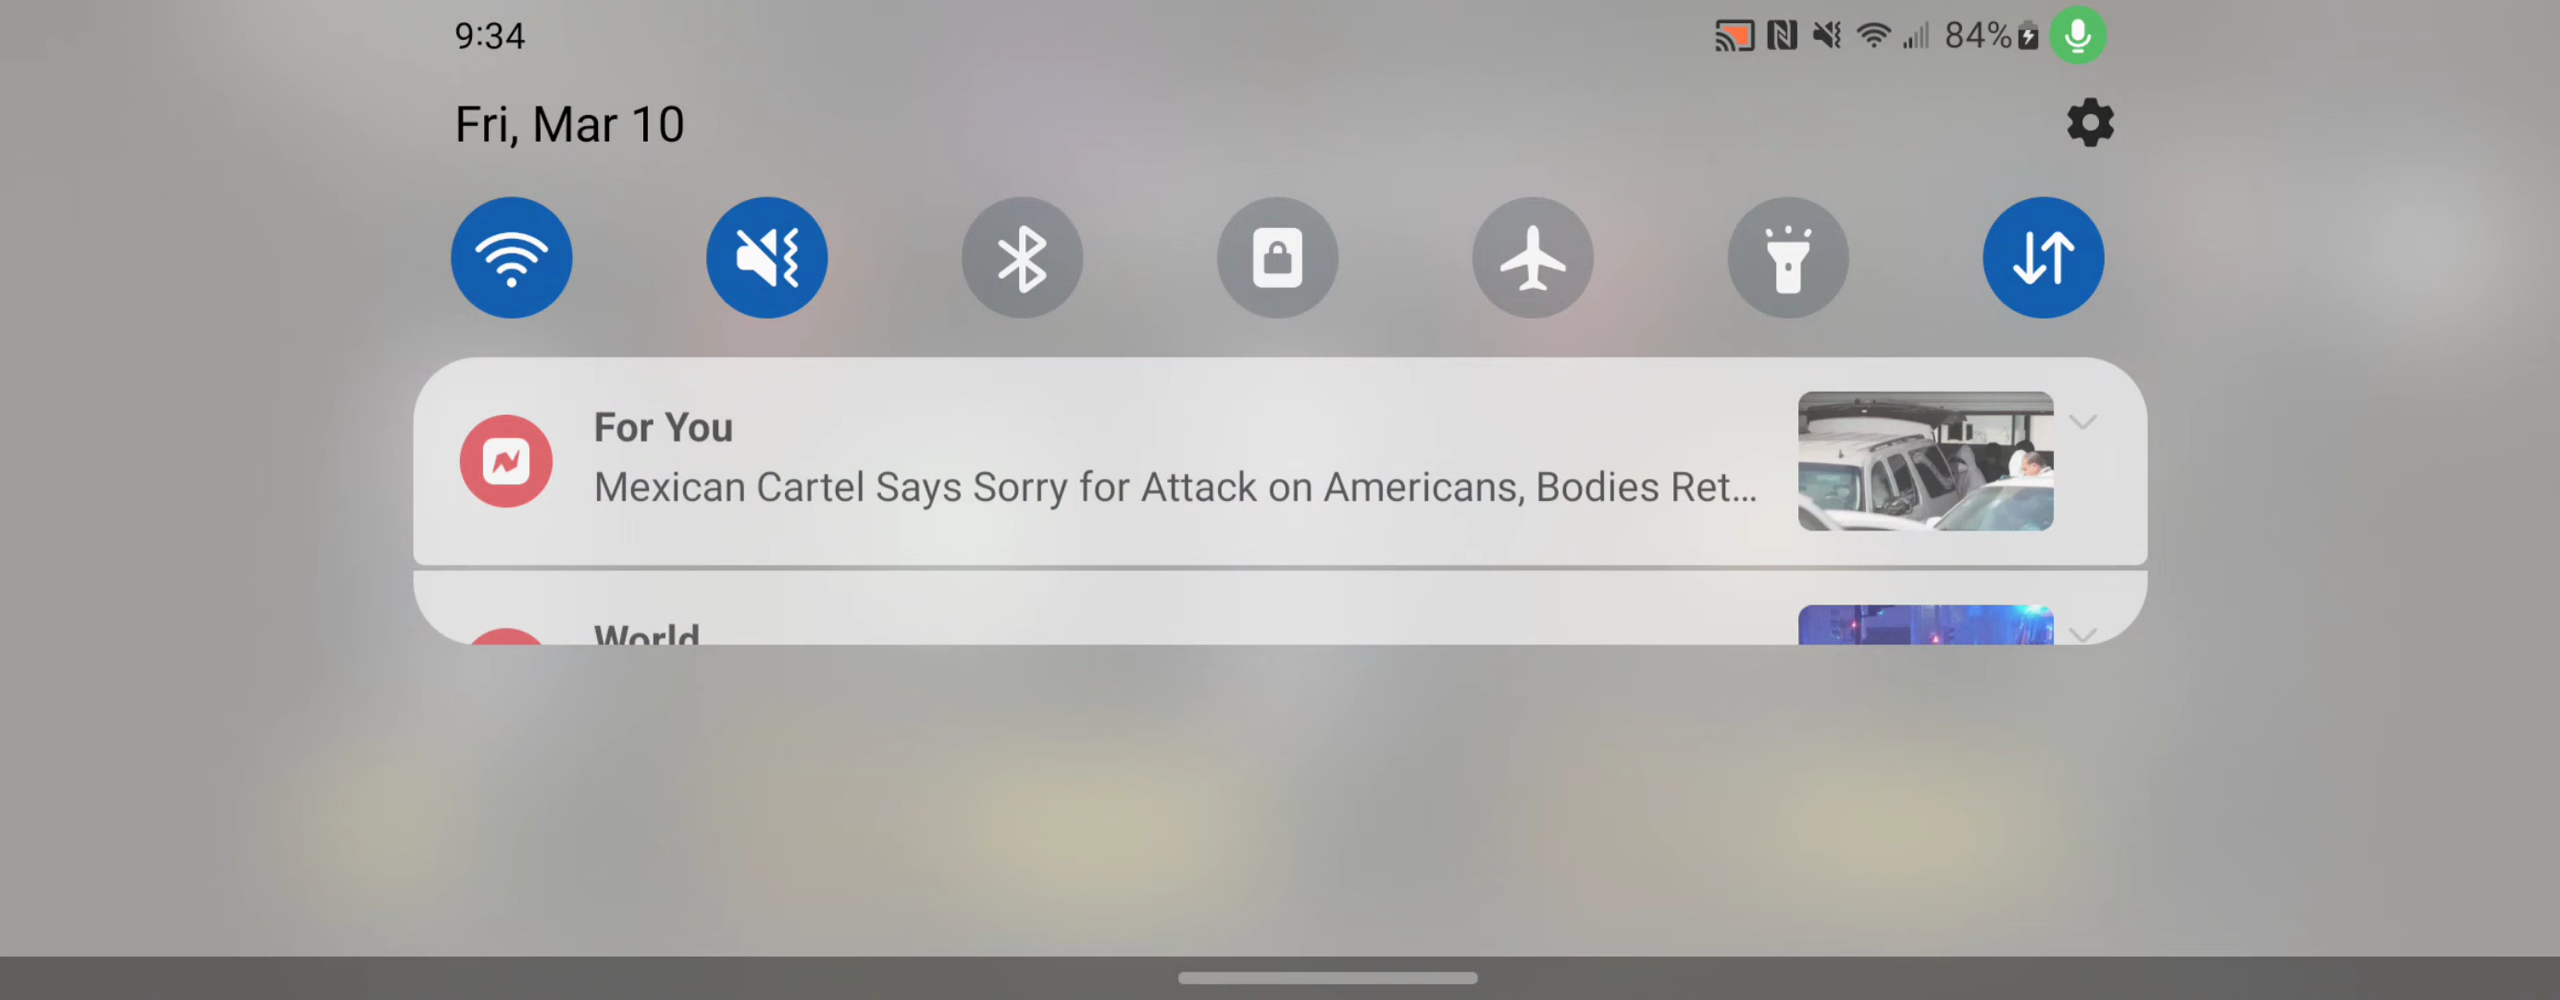 9:34
84%
Fri, Mar 10
For You
Mexican Cartel Says Sorry for Attack on Americans, Bodies Ret...
World